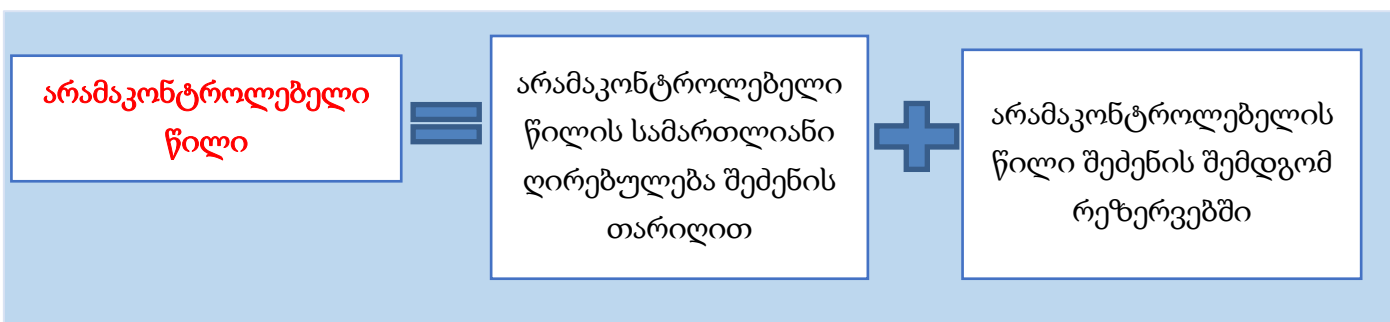 არამაკონტროლებელი
წილი
არამაკონტროლებელი
წილის სამართლიანი
ღირებულება შეძენის
თარიღით
არამაკონტროლებელის
წილი შეძენის შემდგომ
რეზერვებში